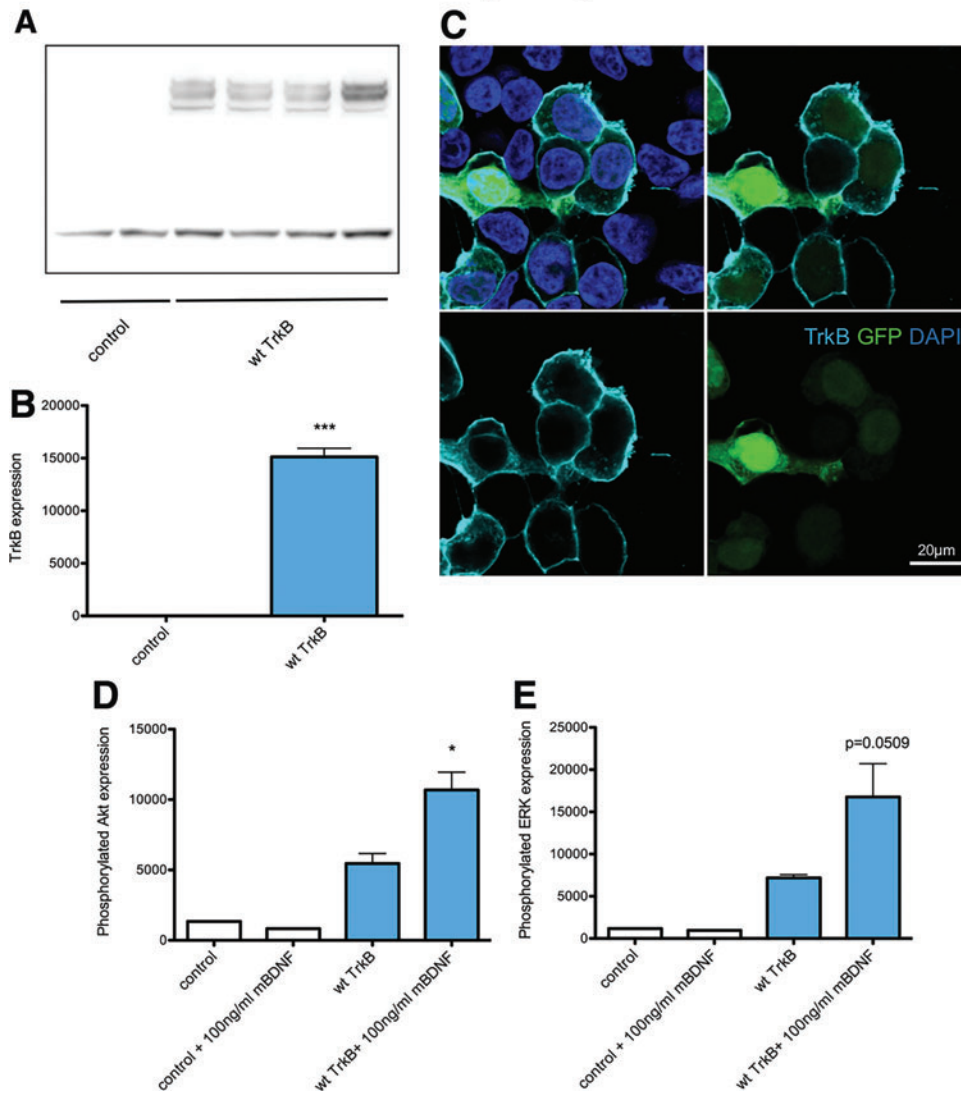 A
control
wt TrkB
B
TrkB expression
20000
15000
10000
5000
0
***
control
wt TrkB
C
TrkB GFP DAPI
20µm
D
Phosphorylated Akt expression
15000
10000
5000
0
*
control
control + 100ng/ml mBDNF
wt TrkB
wt TrkB+ 100ng/ml mBDNF
E
Phosphorylated ERK expression
25000
20000
15000
10000
5000
0
p=0.0509
control
control + 100ng/ml mBDNF
wt TrkB
wt TrkB+ 100ng/ml mBDNF